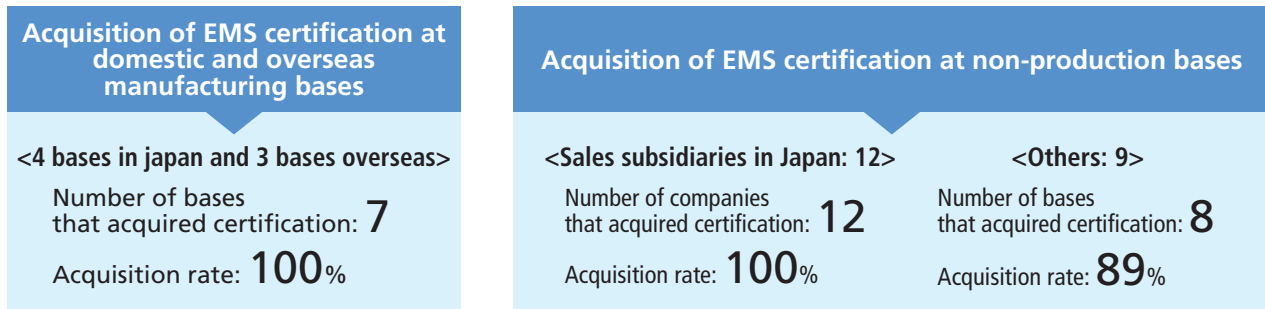 Acquisition of EMS certification at
domestic and overseas
manufacturing bases
<4 bases in japan and 3 bases overseas>
Number of bases
that acquired certification: 7
Acquisition rate: 100%
Acquisition of EMS certification at non-production bases
<Sales subsidiaries in Japan: 12>
Number of companies
that acquired certification: 12
Acquisition rate: 100%
<Others: 9>
Number of bases
that acquired certification: 8
Acquisition rate: 89%